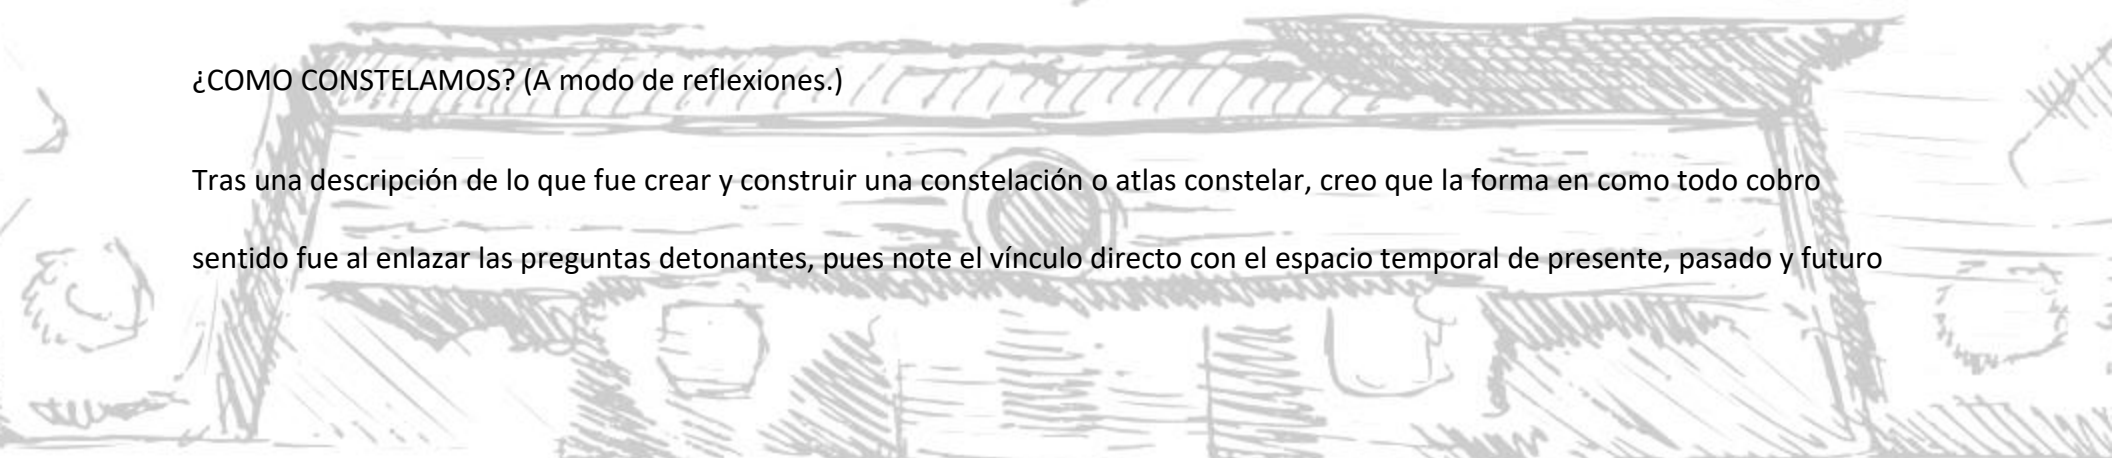 ¿COMO CONSTELAMOS? (A modo de reflexiones.)
Tras una descripción de lo que fue crear y construir una constelación o atlas constelar, creo que la forma en como todo cobro
sentido fue al enlazar las preguntas detonantes, pues note el vínculo directo con el espacio temporal de presente, pasado y futuro